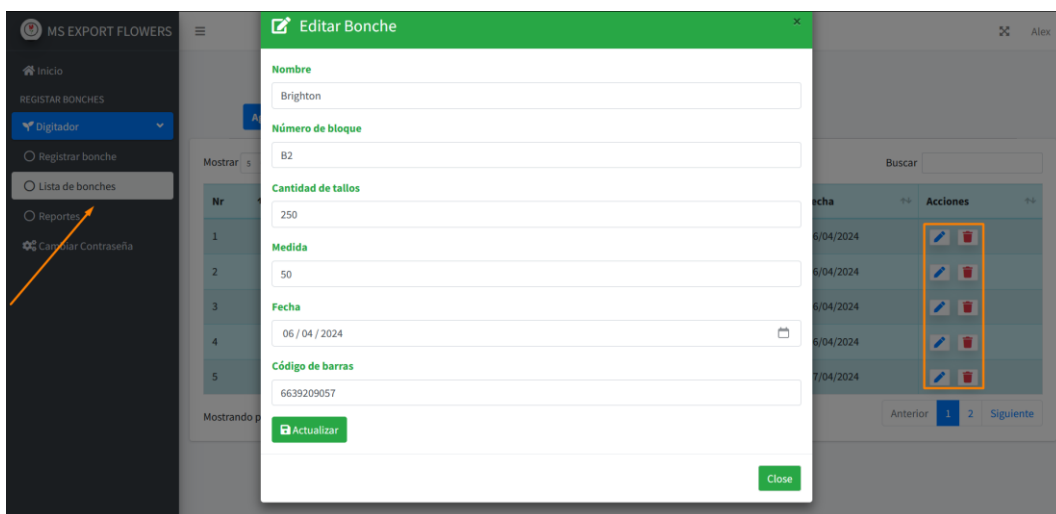 MS EXPORT FLOWERS
Alex
Inicio
REGISTAR BONCHES
Digitador
Registrar bonche
Lista de bonches
Reportes
Cambiar Contraseña
Editar Bonche
×
Nombre
Brighton
Número de bloque
B2
Cantidad de tallos
250
Medida
50
Fecha
06 / 04 / 2024
Código de barras
6639209057
Actualizar
Close
Mostrar 5
Buscar
Nr
echa
Acciones
1
6/04/2024
2
6/04/2024
3
6/04/2024
4
6/04/2024
5
7/04/2024
Mostrando p
Anterior 1 2 Siguiente